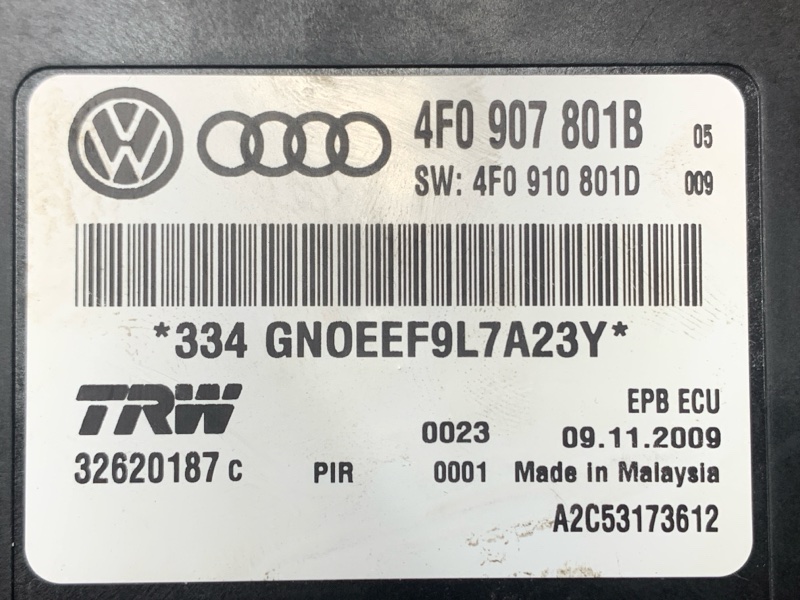 4F0 907 801B 05
SW: 4F0 910 801D 009
*334 GN0EEF9L7A23Y*
TRW EPB ECU
0023 09.11.2009
32620187 C PIR 0001 Made in Malaysia
A2C53173612